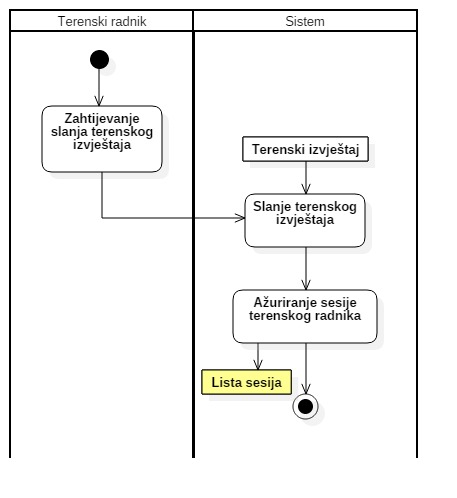 Terenski radnik
Sistem
Zahtijevanje
slanja terenskog
izvještaja
Terenski izvještaj
Slanje terenskog
izvještaja
Ažuriranje sesije
terenskog radnika
Lista sesija